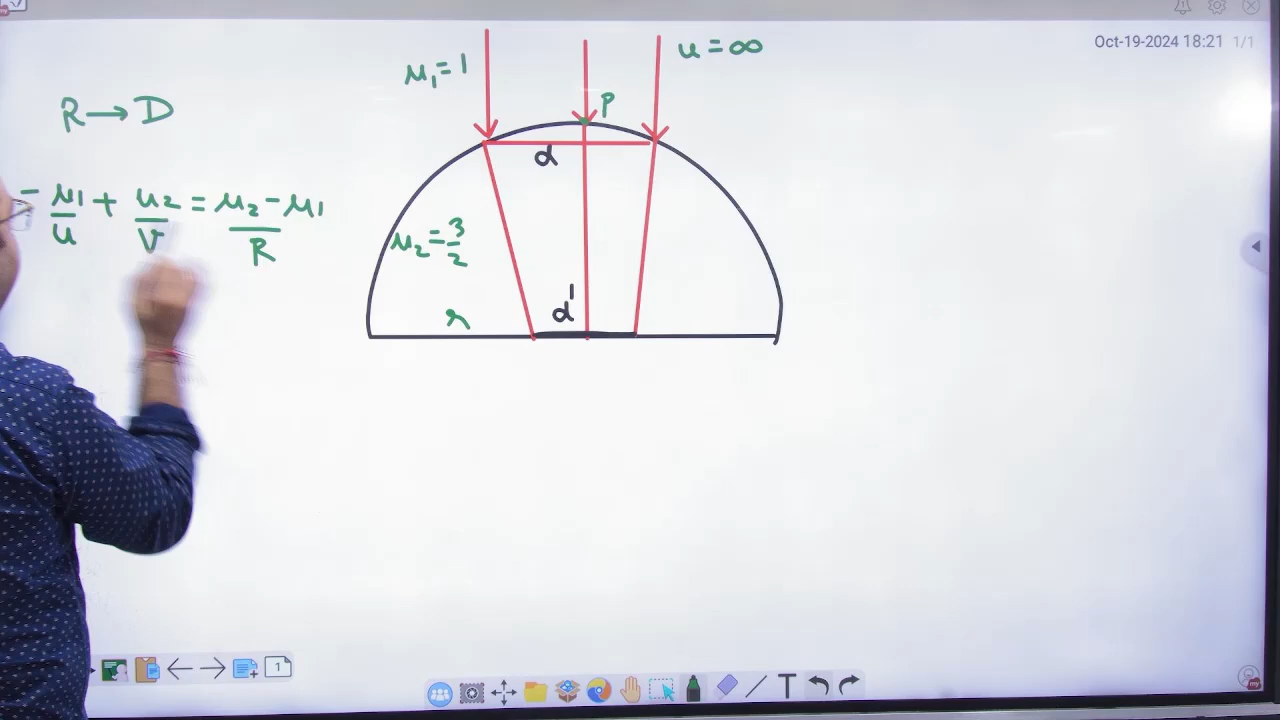 Oct-19-2024 18:21 1/1
u = ∞
μ₁ = 1
P
R → D
d
- μ₁/u + μ₂/v = μ₂ - μ₁/R
μ₂ = 3/2
d'
r
1
T